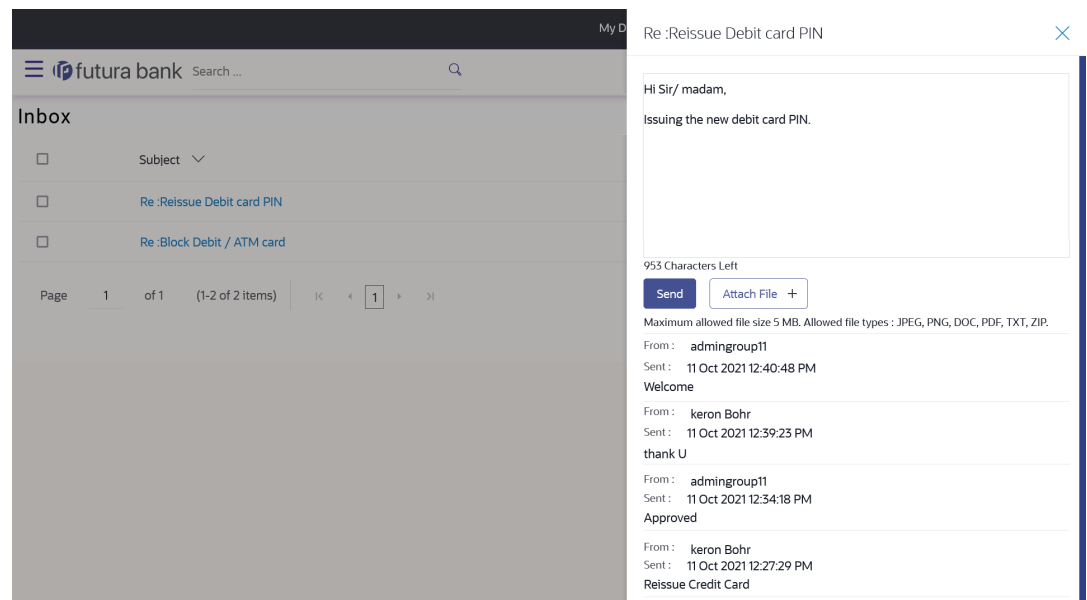 My D
futura bank
Search ...
Inbox
Subject
Re :Reissue Debit card PIN
Re :Block Debit / ATM card
Page 1 of 1 (1-2 of 2 items) 1
Re :Reissue Debit card PIN
Hi Sir/ madam,
Issuing the new debit card PIN.
953 Characters Left
Send Attach File +
Maximum allowed file size 5 MB. Allowed file types : JPEG, PNG, DOC, PDF, TXT, ZIP.
From : admingroup11
Sent : 11 Oct 2021 12:40:48 PM
Welcome
From : keron Bohr
Sent : 11 Oct 2021 12:39:23 PM
thank U
From : admingroup11
Sent : 11 Oct 2021 12:34:18 PM
Approved
From : keron Bohr
Sent : 11 Oct 2021 12:27:29 PM
Reissue Credit Card